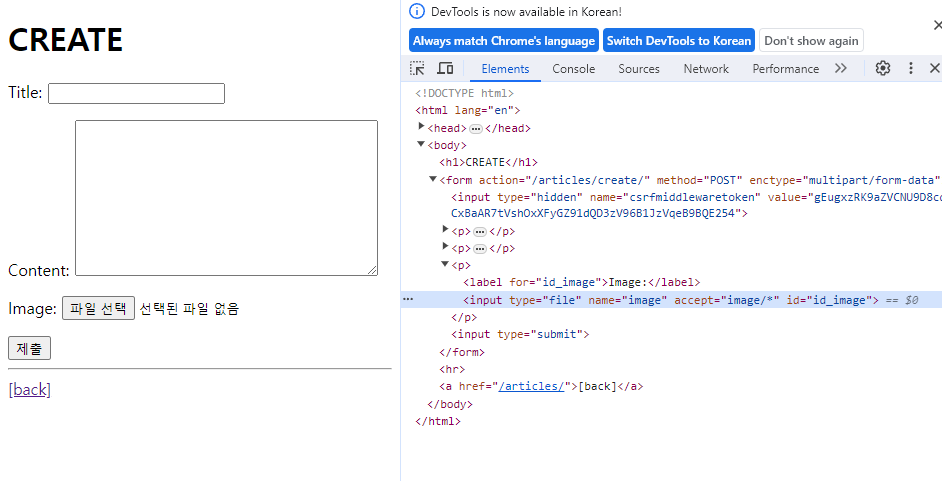 CREATE
Title:
Content:
Image: 파일 선택 선택된 파일 없음
제출
[back]
DevTools is now available in Korean!
Always match Chrome's language Switch DevTools to Korean Don't show again
Elements Console Sources Network Performance
<!DOCTYPE html>
<html lang="en">
<head>…</head>
<body>
<h1>CREATE</h1>
<form action="/articles/create/" method="POST" enctype="multipart/form-data"
<input type="hidden" name="csrfmiddlewaretoken" value="gEugxzRK9aZVCNU9D8co
CxBaAR7tVshOxXFyGZ91dQD3zV96B1JzVqeB9BQE254">
<p>…</p>
<p>…</p>
<p>
<label for="id_image">Image:</label>
<input type="file" name="image" accept="image/*" id="id_image"> == $0
</p>
<input type="submit">
</form>
<hr>
<a href="/articles/">[back]</a>
</body>
</html>